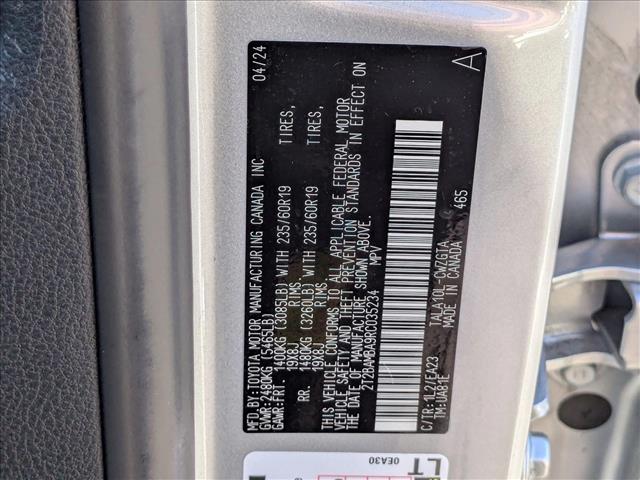 MFD.BY:TOYOTA MOTOR MANUFACTURING CANADA INC 04/24
GVWR:2480KG(5465LB)
GAWR:FRT. 1400KG (3085LB) WITH 235/60R19 TIRES,
19X8J RIMS,
RR. 1480KG (3260LB) WITH 235/60R19 TIRES,
19X8J RIMS.
THIS VEHICLE CONFORMS TO ALL APPLICABLE FEDERAL MOTOR
VEHICLE SAFETY AND THEFT PREVENTION STANDARDS IN EFFECT ON
THE DATE OF MANUFACTURE SHOWN ABOVE.
2T2BAMBA9RC035234 MPV
A
C/TR:1L2/EA23 TALA10L-CWZGTA 465
TM:UA81E MADE IN CANADA
LT
0EA30